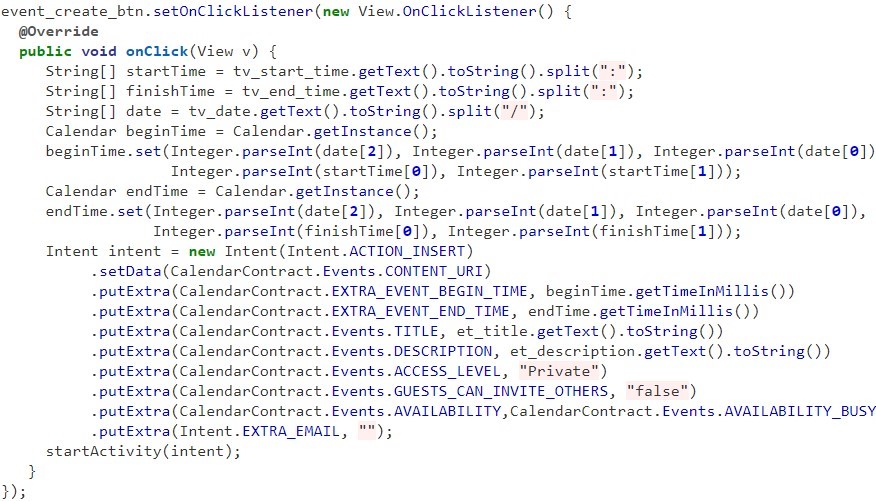 event_create_btn.setOnClickListener(new View.OnClickListener() {
@Override
public void onClick(View v) {
String[] startTime = tv_start_time.getText().toString().split(":");
String[] finishTime = tv_end_time.getText().toString().split(":");
String[] date = tv_date.getText().toString().split("/");
Calendar beginTime = Calendar.getInstance();
beginTime.set(Integer.parseInt(date[2]), Integer.parseInt(date[1]), Integer.parseInt(date[0])
Integer.parseInt(startTime[0]), Integer.parseInt(startTime[1]));
Calendar endTime = Calendar.getInstance();
endTime.set(Integer.parseInt(date[2]), Integer.parseInt(date[1]), Integer.parseInt(date[0]),
Integer.parseInt(finishTime[0]), Integer.parseInt(finishTime[1]));
Intent intent = new Intent(Intent.ACTION_INSERT)
.setData(CalendarContract.Events.CONTENT_URI)
.putExtra(CalendarContract.EXTRA_EVENT_BEGIN_TIME, beginTime.getTimeInMillis())
.putExtra(CalendarContract.EXTRA_EVENT_END_TIME, endTime.getTimeInMillis())
.putExtra(CalendarContract.Events.TITLE, et_title.getText().toString())
.putExtra(CalendarContract.Events.DESCRIPTION, et_description.getText().toString())
.putExtra(CalendarContract.Events.ACCESS_LEVEL, "Private")
.putExtra(CalendarContract.Events.GUESTS_CAN_INVITE_OTHERS, "false")
.putExtra(CalendarContract.Events.AVAILABILITY,CalendarContract.Events.AVAILABILITY_BUSY
.putExtra(Intent.EXTRA_EMAIL, "");
startActivity(intent);
}
});